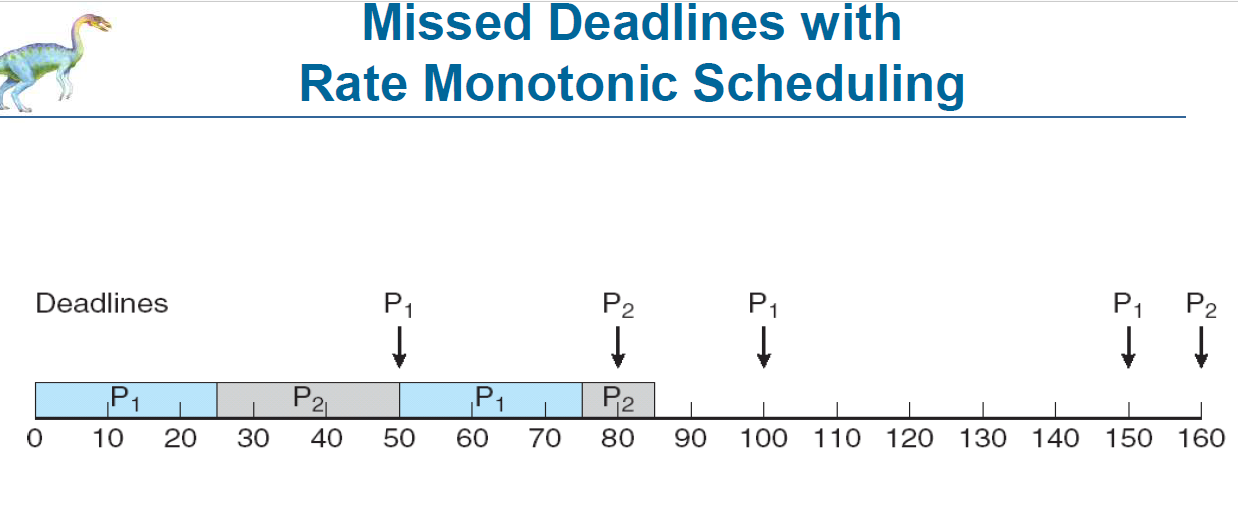 Missed Deadlines with
Rate Monotonic Scheduling
Deadlines P₁ P₂ P₁ P₁ P₂
P₁ P₂ P₁ P₂
0 10 20 30 40 50 60 70 80 90 100 110 120 130 140 150 160